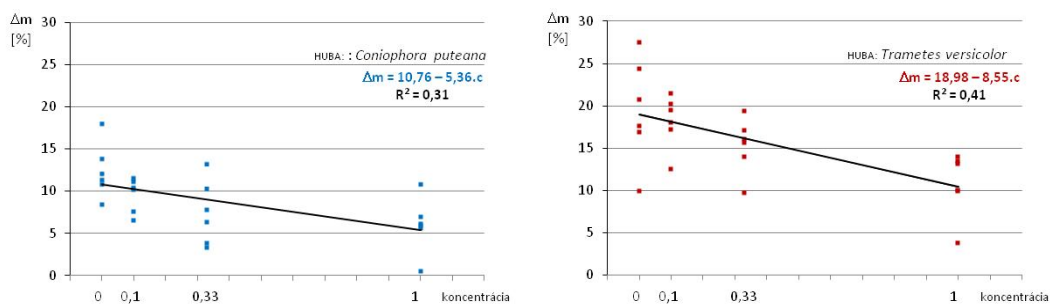 Δm
[%]
30
25
20
15
10
5
0
HUBA: : Coniophora puteana
Δm = 10,76 – 5,36.c
R² = 0,31
0 0,1 0,33 1 koncentrácia
Δm
[%]
30
25
20
15
10
5
0
HUBA: Trametes versicolor
Δm = 18,98 – 8,55.c
R² = 0,41
0 0,1 0,33 1 koncentrácia